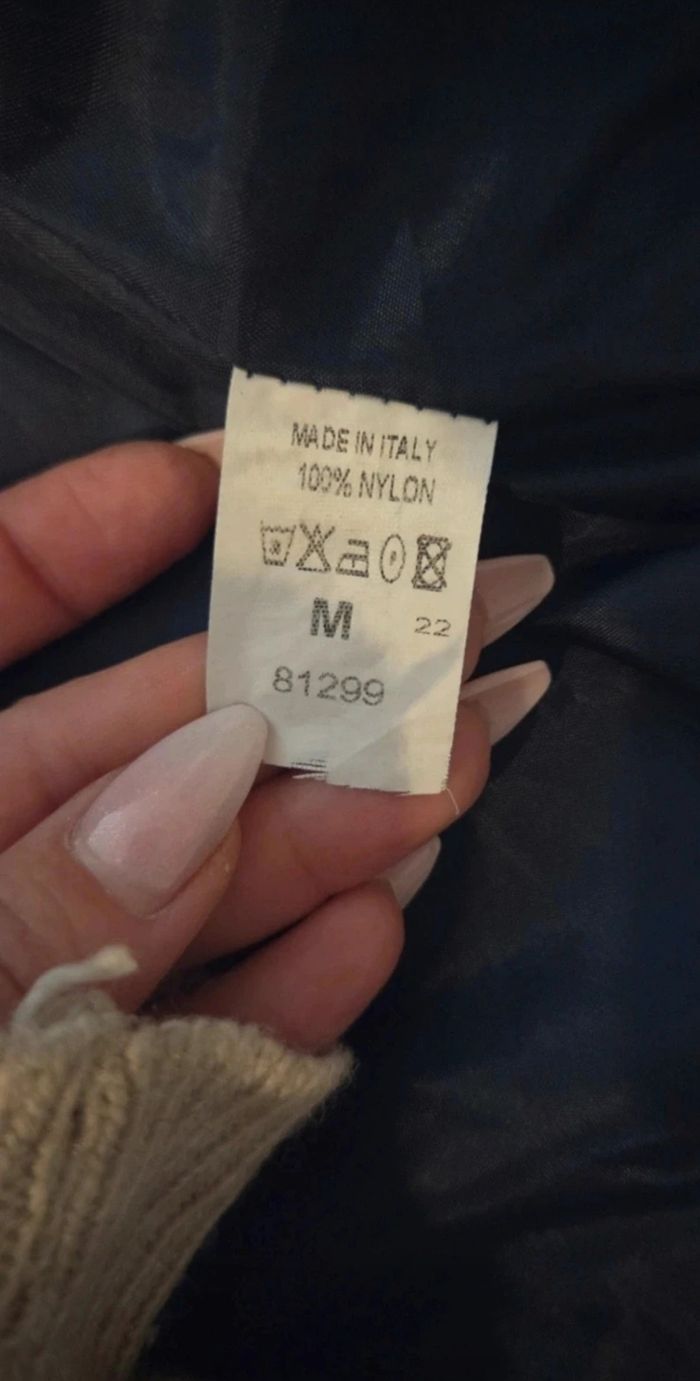 MADE IN ITALY
100% NYLON
M 22
81299